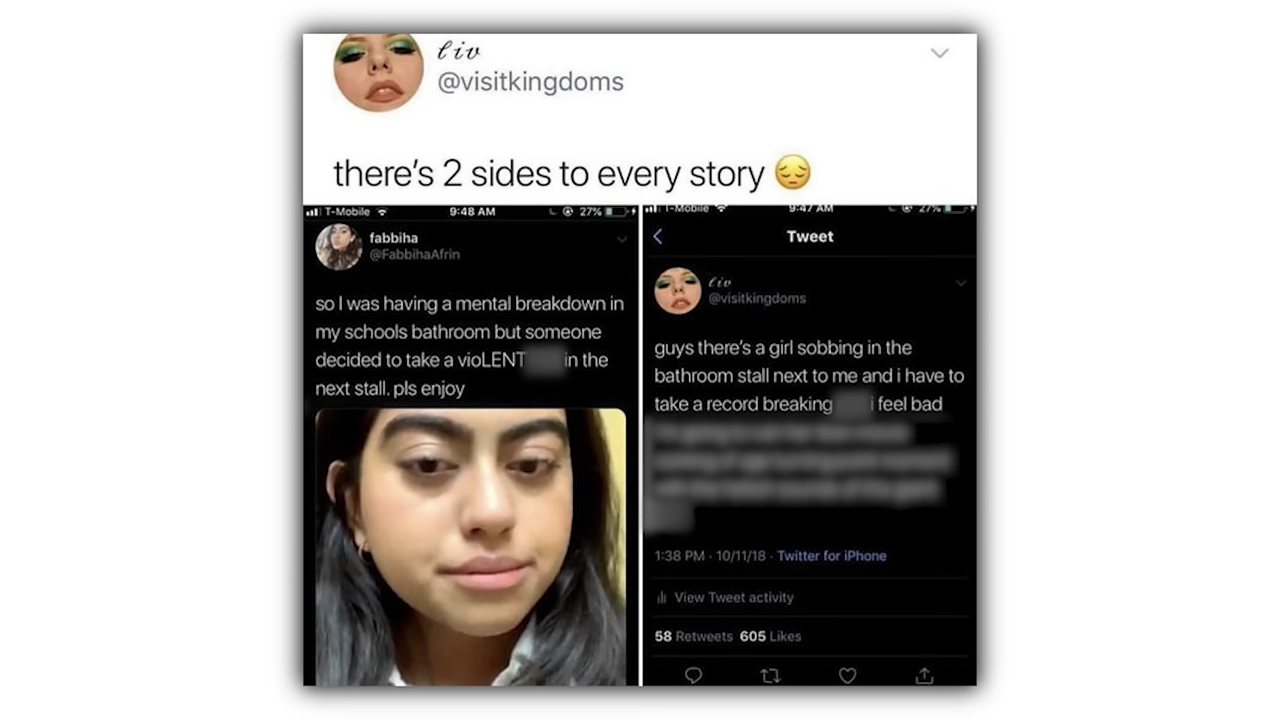 liv
@visitkingdoms
there's 2 sides to every story 😔
T-Mobile 9:48 AM 27%
fabbiha
@FabbihaAfrin
so I was having a mental breakdown in
my schools bathroom but someone
decided to take a vioLENT in the
next stall. pls enjoy
T-Mobile 9:47 AM 27%
Tweet
liv
@visitkingdoms
guys there's a girl sobbing in the
bathroom stall next to me and i have to
take a record breaking i feel bad
1:38 PM · 10/11/18 · Twitter for iPhone
View Tweet activity
58 Retweets 605 Likes